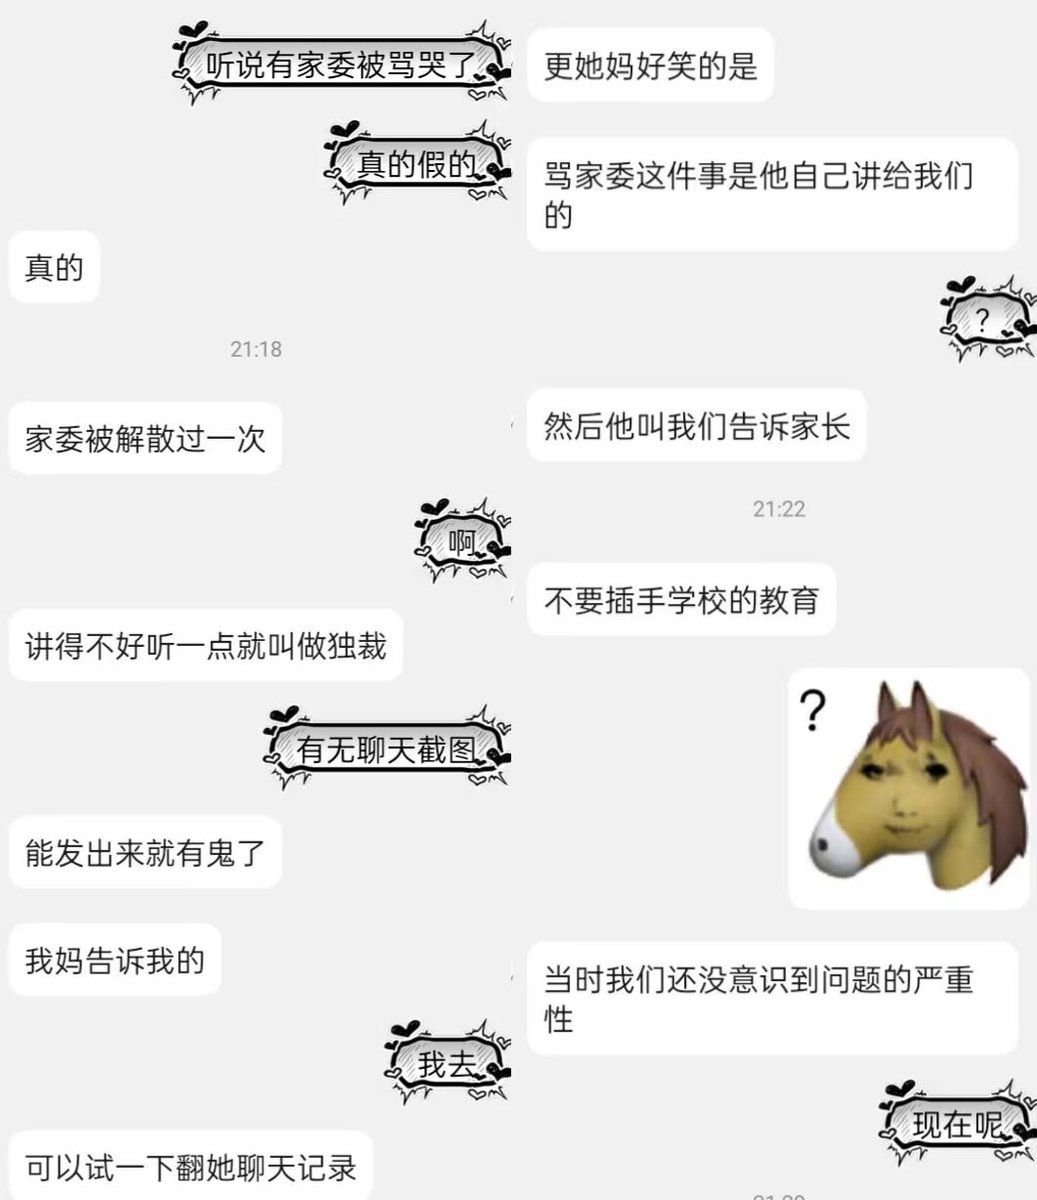 听说有家委被骂哭了
真的假的
真的
21:18
家委被解散过一次
啊
讲得不好听一点就叫做独裁
有无聊天截图
能发出来就有鬼了
我妈告诉我的
我去
可以试一下翻她聊天记录
更她妈好笑的是
骂家委这件事是他自己讲给我们
的
?
然后他叫我们告诉家长
21:22
不要插手学校的教育
?
当时我们还没意识到问题的严重
性
现在呢